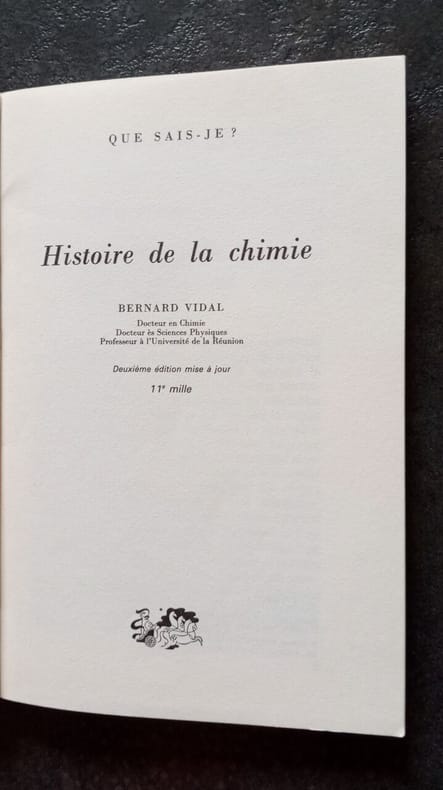 QUE SAIS-JE ?
Histoire de la chimie
BERNARD VIDAL
Docteur en Chimie
Docteur ès Sciences Physiques
Professeur à l'Université de la Réunion
Deuxième édition mise à jour
11e mille